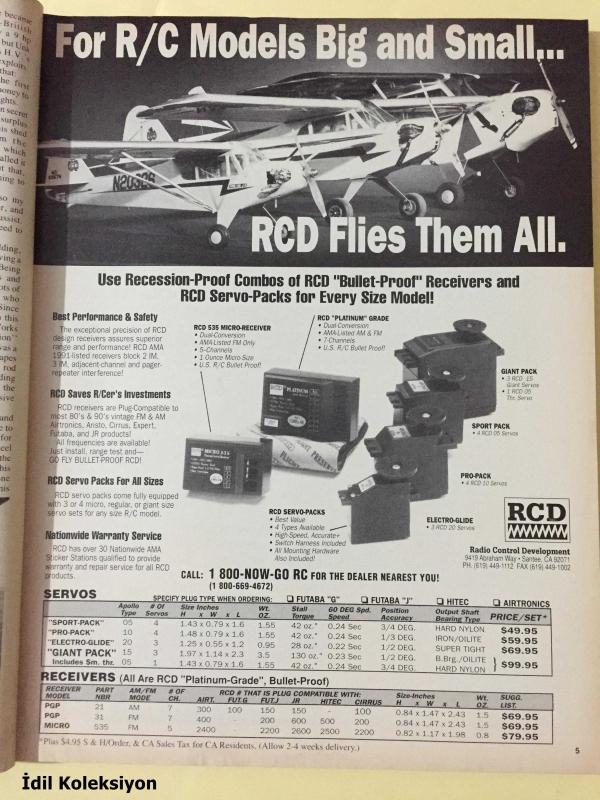 For R/C Models Big and Small...
N20326
RCD Flies Them All.
Use Recession-Proof Combos of RCD "Bullet-Proof" Receivers and
RCD Servo-Packs for Every Size Model!
Best Performance & Safety
The exceptional precision of RCD
design receivers assures superior
range and performance! RCD AMA
1991-listed receivers block 2 IM,
3 IM, adjacent-channel and pager-
repeater interference!
RCD Saves R/Cer's Investments
RCD receivers are Plug-Compatible to
most 80's & 90's vintage FM & AM
Airtronics, Aristo, Cirrus, Expert,
Futaba, and JR products!
All frequencies are available!
Just install, range test—
GO FLY BULLET-PROOF RCD!
RCD Servo Packs For All Sizes
RCD servo packs come fully equipped
with 3 or 4 micro, regular, or giant size
servo sets for any size R/C model.
Nationwide Warranty Service
RCD has over 30 Nationwide AMA
Sticker Stations qualified to provide
warranty and repair service for all RCD
products.
RCD 535 MICRO-RECEIVER
• Dual-Conversion
• AMA-Listed FM Only
• 5-Channels
• 1 Ounce Micro-Size
• U.S. R/C Bullet Proof!
RCD "PLATINUM" GRADE
• Dual-Conversion
• AMA-Listed AM & FM
• 7-Channels
• U.S. R/C Bullet Proof!
PLATINUM
MICRO 535
GIANT PACK
• 3 RCD 15
Giant Servos
• 1 RCD 05
Thr. Servo
SPORT PACK
• 4 RCD 05 Servos
PRO-PACK
• 4 RCD 10 Servos
ELECTRO-GLIDE
• 3 RCD 20 Servos
RCD SERVO-PACKS
• Best Value
• 4 Types Available
• High-Speed, Accurate+
• Switch Harness Included
• All Mounting Hardware
Also Included!
RCD
Radio Control Development
9419 Abraham Way • Santee, CA 92071
PH: (619) 449-1112 FAX (619) 449-1002
CALL: 1 800-NOW-GO RC FOR THE DEALER NEAREST YOU!
(1 800-669-4672)
SERVOS
SPECIFY PLUG TYPE WHEN ORDERING: ❑ FUTABA "G" ❑ FUTABA "J" ❑ HITEC ❑ AIRTRONICS
Apollo Type # Of Servos Size Inches H x W x L Wt. OZ. Stall Torque 60 DEG Spd. Speed Position Accuracy Output Shaft Bearing Type PRICE/SET*
"SPORT-PACK" 05 4 1.43 x 0.79 x 1.6 1.55 42 oz." 0.24 Sec 3/4 DEG. HARD NYLON $49.95
"PRO-PACK" 10 4 1.48 x 0.79 x 1.6 1.55 42 oz." 0.24 Sec 1/3 DEG. IRON/OILITE $59.95
"ELECTRO-GLIDE" 20 3 1.25 x 0.55 x 1.2 0.95 28 oz." 0.22 Sec 1/2 DEG. SUPER TIGHT $69.95
"GIANT PACK" 15 3 1.97 x 1.14 x 2.3 3.5 130 oz." 0.23 Sec 1/2 DEG. B.Brg./OILITE
Includes Sm. thr. 05 1 1.43 x 0.79 x 1.6 1.55 42 oz." 0.24 Sec 3/4 DEG. HARD NYLON } $99.95
RECEIVERS (All Are RCD "Platinum-Grade", Bullet-Proof)
RECEIVER MODEL PART NBR AM/FM MODE # OF CH. RCD # THAT IS PLUG COMPATIBLE WITH: AIRT. FUT.G FUT.J JR HITEC CIRRUS Size-Inches H x W x L Wt. OZ. SUGG. LIST.
PGP 21 AM 7 300 100 150 150 - 100 0.84 x 1.47 x 2.43 1.5 $69.95
PGP 31 FM 7 400 200 600 500 200 0.84 x 1.47 x 2.43 1.5 $69.95
MICRO 535 FM 5 2400 2200 2600 2500 2200 0.82 x 1.17 x 1.98 0.8 $79.95
*Plus $4.95 S & H/Order, & CA Sales Tax for CA Residents. (Allow 2-4 weeks delivery.)
5
İdil Koleksiyon